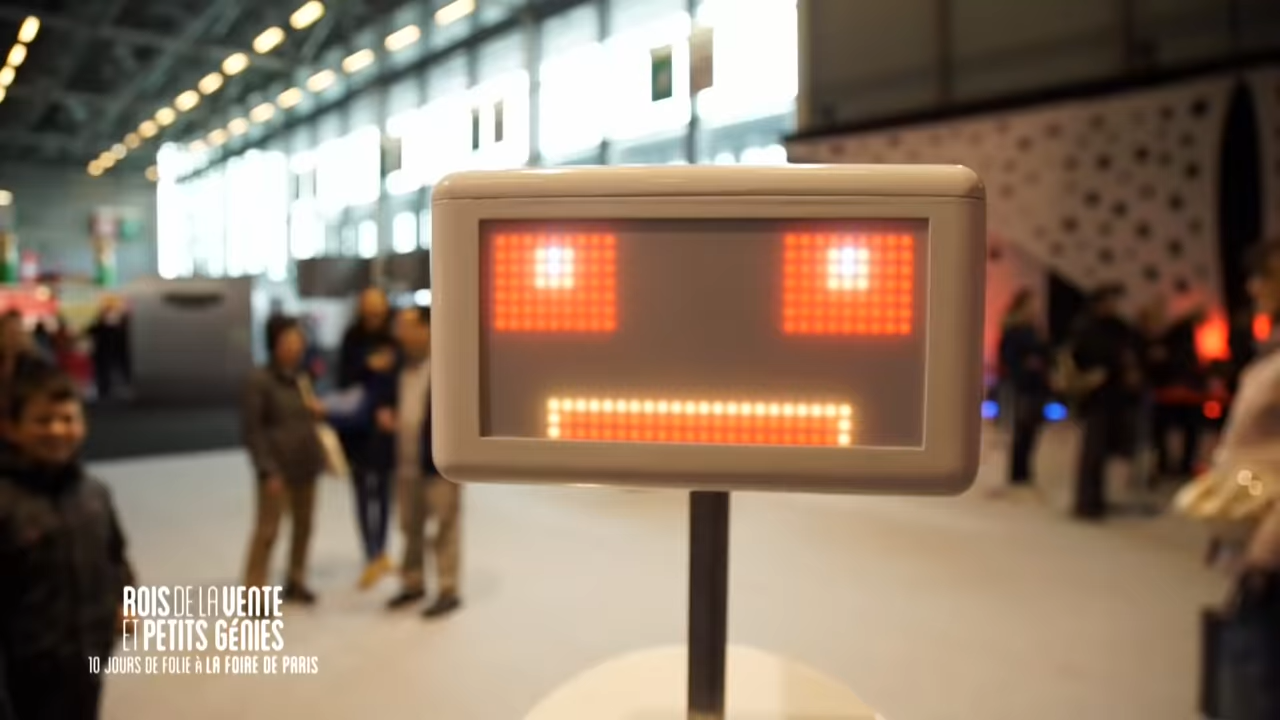 ROIS DE LA VENTE
ET PETITS GÉNIES
10 JOURS DE FOLIE À LA FOIRE DE PARIS